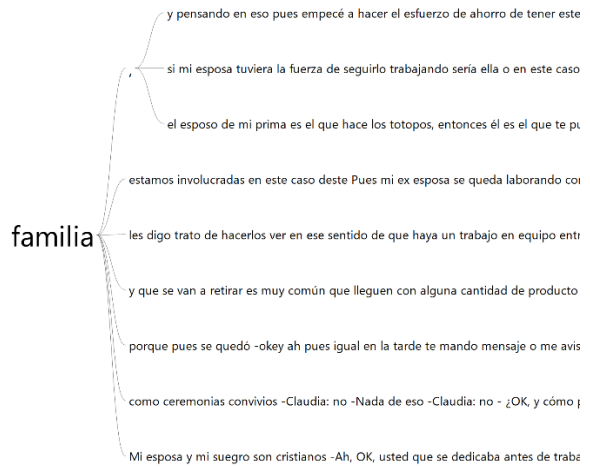 y pensando en eso pues empecé a hacer el esfuerzo de ahorro de tener este
,
si mi esposa tuviera la fuerza de seguirlo trabajando sería ella o en este caso
el esposo de mi prima es el que hace los totopos, entonces él es el que te pu
estamos involucradas en este caso deste Pues mi ex esposa se queda laborando con
familia
les digo trato de hacerlos ver en ese sentido de que haya un trabajo en equipo entr
y que se van a retirar es muy común que lleguen con alguna cantidad de producto
porque pues se quedó -okey ah pues igual en la tarde te mando mensaje o me avis
como ceremonias convivios -Claudia: no -Nada de eso -Claudia: no - ¿OK, y cómo
Mi esposa y mi suegro son cristianos -Ah, OK, usted que se dedicaba antes de traba